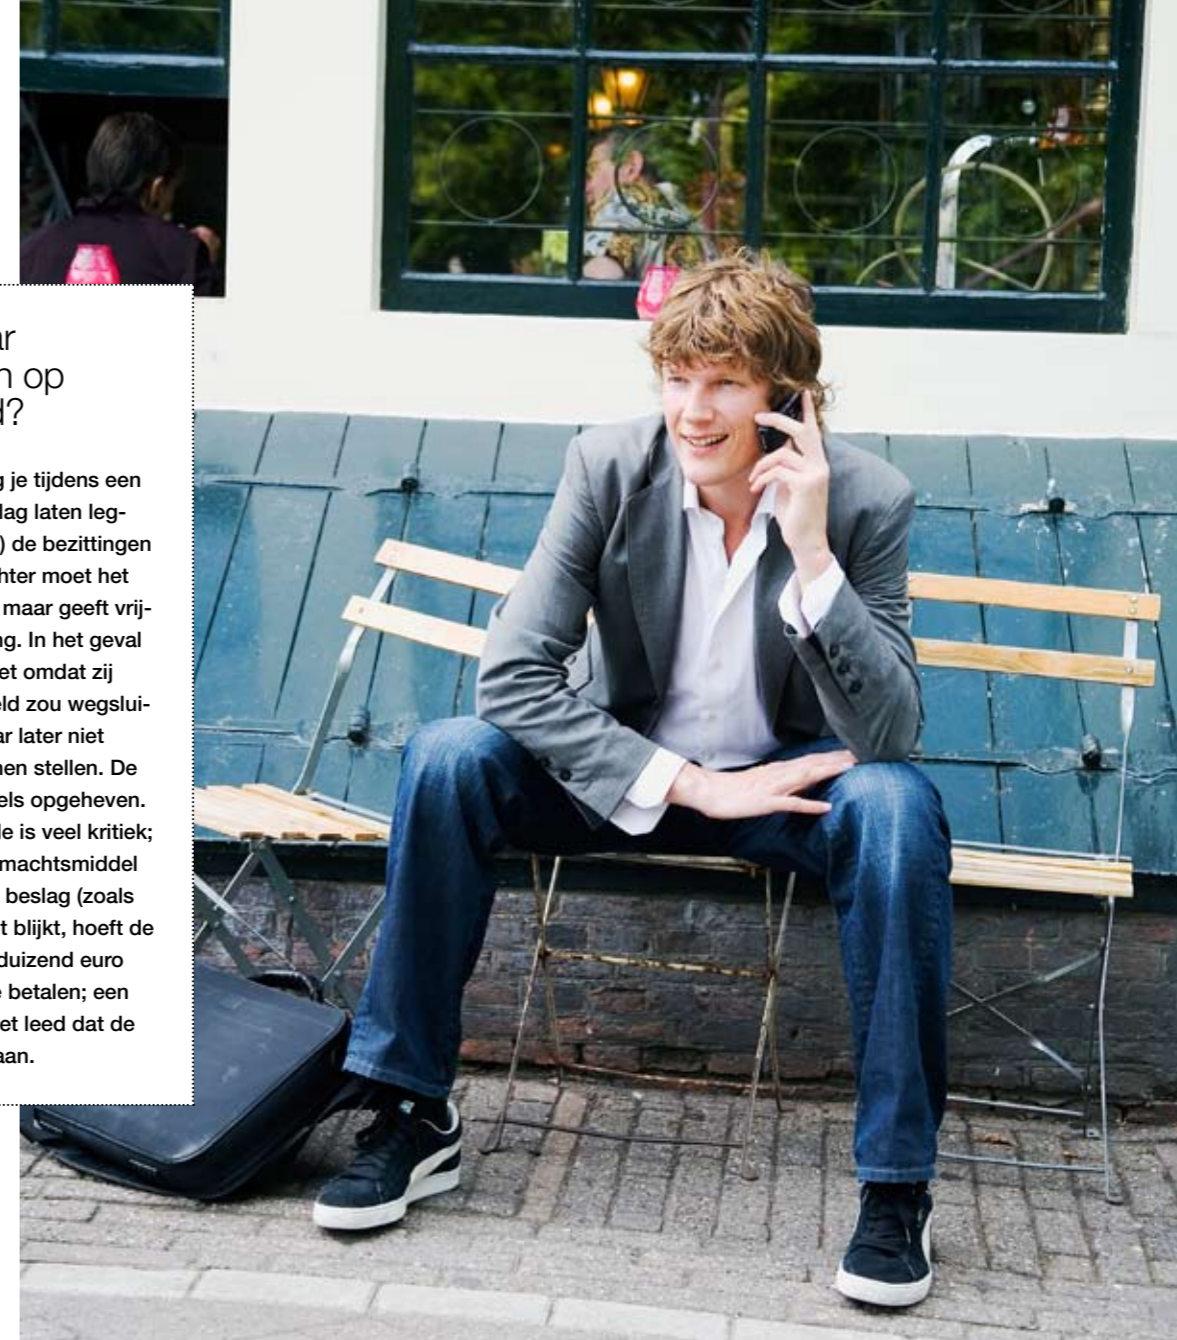 ar
n op
d?
g je tijdens een
lag laten leg-
) de bezittingen
hter moet het
maar geeft vrij-
ng. In het geval
et omdat zij
eld zou wegslui-
ar later niet
nen stellen. De
els opgeheven.
le is veel kritiek;
machtsmiddel
beslag (zoals
t blijkt, hoeft de
duizend euro
e betalen; een
et leed dat de
aan.